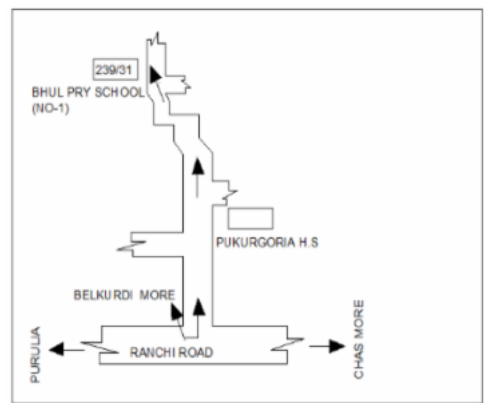 239/31
BHUL PRY SCHOOL
(NO-1)
PUKURGORIA H.S
BELKURDI MORE
PURULIA
RANCHI ROAD
CHAS MORE